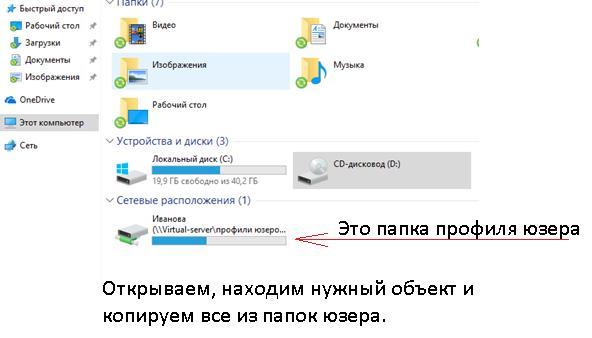 Папки (7)
Быстрый доступ
Рабочий стол
Загрузки
Документы
Изображения
OneDrive
Этот компьютер
Сеть
Видео
Документы
Изображения
Музыка
Рабочий стол
Устройства и диски (3)
Локальный диск (C:)
19,9 ГБ свободно из 40,2 ГБ
CD-дисковод (D:)
Сетевые расположения (1)
Иванова
(\\Virtual-server\профили юзеро...
Это папка профиля юзера
Открываем, находим нужный объект и
копируем все из папок юзера.